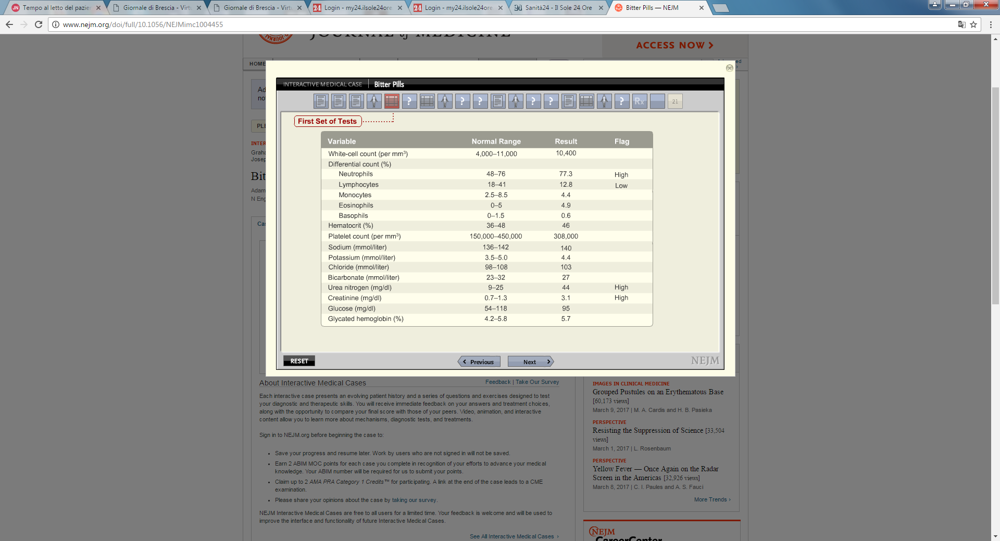 Tempo al letto del pazie
Giornale di Brescia - Virtu
Giornale di Brescia - Virtu
24 Login - my24.ilsole24ore
24 Login - my24.ilsole24ore
24 Sanità24 - Il Sole 24 Ore
Bitter Pills — NEJM
www.nejm.org/doi/full/10.1056/NEJMimc1004455
JOURNAL of MEDICINE
ACCESS NOW
HOME
INTERACTIVE MEDICAL CASE | Bitter Pills
? ? ? ? ? ? Rx 21
First Set of Tests
Variable Normal Range Result Flag
White-cell count (per mm³) 4,000–11,000 10,400
Differential count (%)
Neutrophils 48–76 77.3 High
Lymphocytes 18–41 12.8 Low
Monocytes 2.5–8.5 4.4
Eosinophils 0–5 4.9
Basophils 0–1.5 0.6
Hematocrit (%) 36–48 46
Platelet count (per mm³) 150,000–450,000 308,000
Sodium (mmol/liter) 136–142 140
Potassium (mmol/liter) 3.5–5.0 4.4
Chloride (mmol/liter) 98–108 103
Bicarbonate (mmol/liter) 23–32 27
Urea nitrogen (mg/dl) 9–25 44 High
Creatinine (mg/dl) 0.7–1.3 3.1 High
Glucose (mg/dl) 54–118 95
Glycated hemoglobin (%) 4.2–5.8 5.7
RESET
Previous
Next
NEJM
About Interactive Medical Cases
Feedback | Take Our Survey
Each interactive case presents an evolving patient history and a series of questions and exercises designed to test
your diagnostic and therapeutic skills. You will receive immediate feedback on your answers and treatment choices,
along with the opportunity to compare your final score with those of your peers. Video, animation, and interactive
content allow you to learn more about mechanisms, diagnostic tests, and treatments.
Sign in to NEJM.org before beginning the case to:
Save your progress and resume later. Work by users who are not signed in will not be saved.
Earn 2 ABIM MOC points for each case you complete in recognition of your efforts to advance your medical
knowledge. Your ABIM number will be required for us to submit your points.
Claim up to 2 AMA PRA Category 1 Credits™ for participating. A link at the end of the case leads to a CME
examination.
Please share your opinions about the case by taking our survey.
NEJM Interactive Medical Cases are free to all users for a limited time. Your feedback is welcome and will be used to
improve the interface and functionality of future Interactive Medical Cases.
See All Interactive Medical Cases
IMAGES IN CLINICAL MEDICINE
Grouped Pustules on an Erythematous Base
[60,173 views]
March 9, 2017 | M. A. Cardis and H. B. Pasieka
PERSPECTIVE
Resisting the Suppression of Science [33,504
views]
March 1, 2017 | L. Rosenbaum
PERSPECTIVE
Yellow Fever — Once Again on the Radar
Screen in the Americas [32,926 views]
March 8, 2017 | C. I. Paules and A. S. Fauci
More Trends
NEJM
CareerCenter